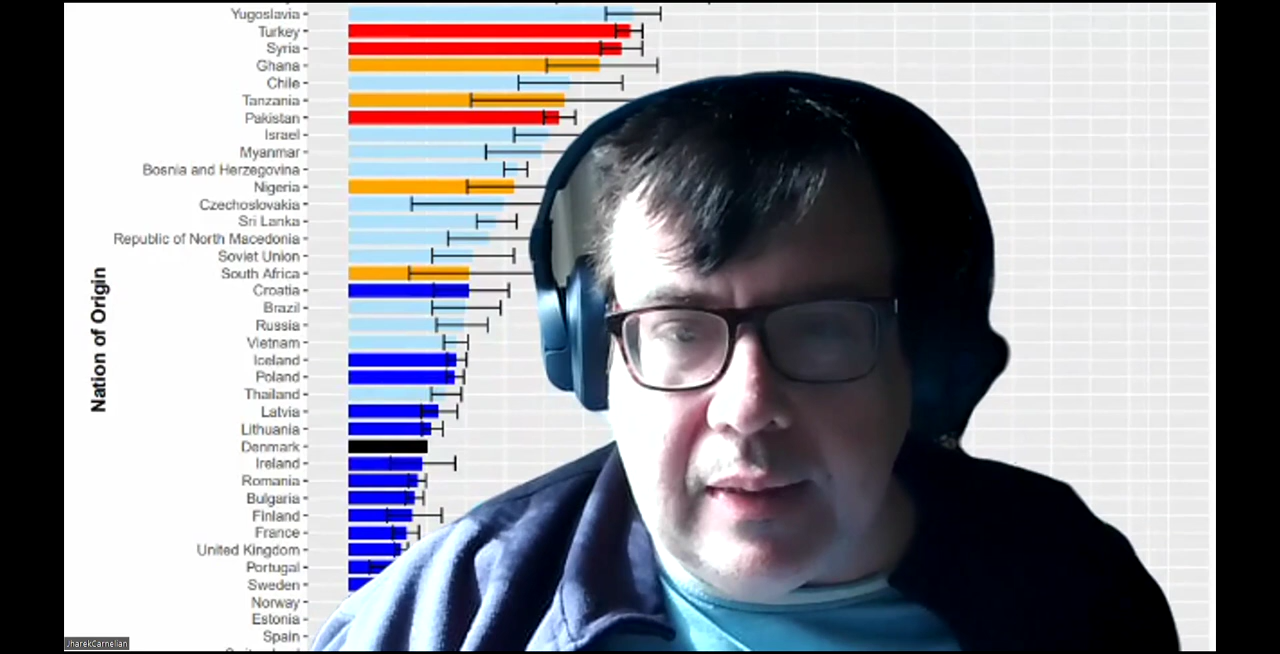 Yugoslavia
Turkey
Syria
Ghana
Chile
Tanzania
Pakistan
Israel
Myanmar
Bosnia and Herzegovina
Nigeria
Czechoslovakia
Sri Lanka
Republic of North Macedonia
Soviet Union
South Africa
Croatia
Brazil
Russia
Vietnam
Iceland
Poland
Thailand
Latvia
Lithuania
Denmark
Ireland
Romania
Bulgaria
Finland
France
United Kingdom
Portugal
Sweden
Norway
Estonia
Spain
Nation of Origin
JharekCarnelian